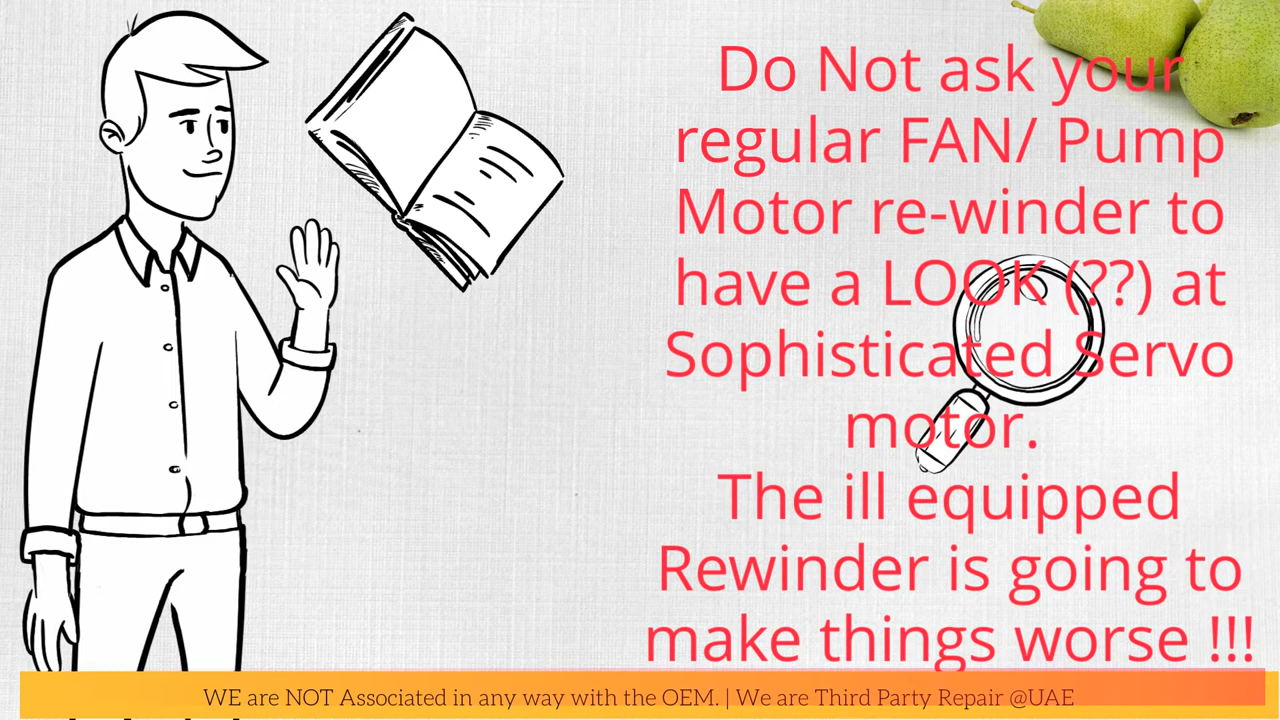 Do Not ask your
regular FAN/ Pump
Motor re-winder to
have a LOOK (??) at
Sophisticated Servo
motor.
The ill equipped
Rewinder is going to
make things worse !!!
WE are NOT Associated in any way with the OEM. | We are Third Party Repair @UAE